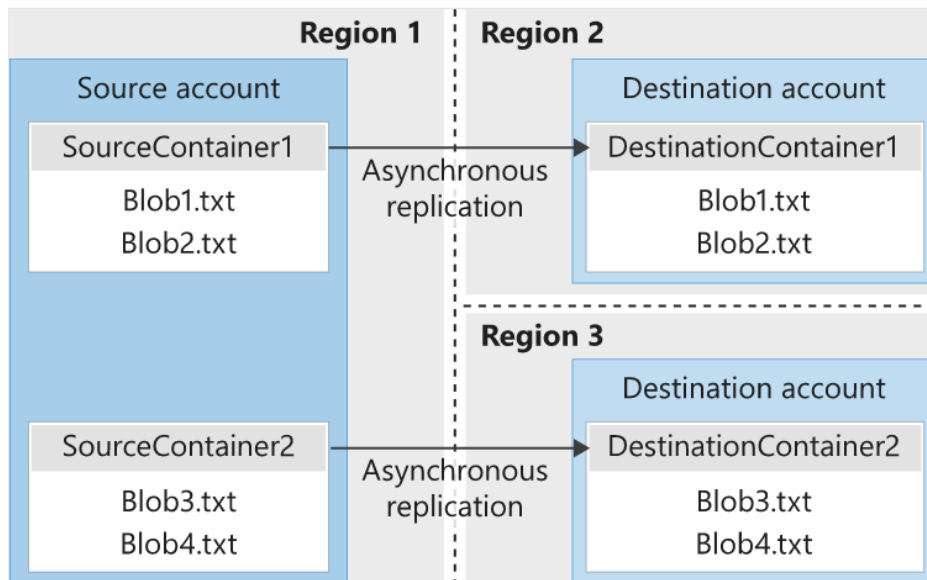 Region 1
Source account
SourceContainer1
Blob1.txt
Blob2.txt
Asynchronous
replication
Region 2
Destination account
DestinationContainer1
Blob1.txt
Blob2.txt
SourceContainer2
Blob3.txt
Blob4.txt
Asynchronous
replication
Region 3
Destination account
DestinationContainer2
Blob3.txt
Blob4.txt